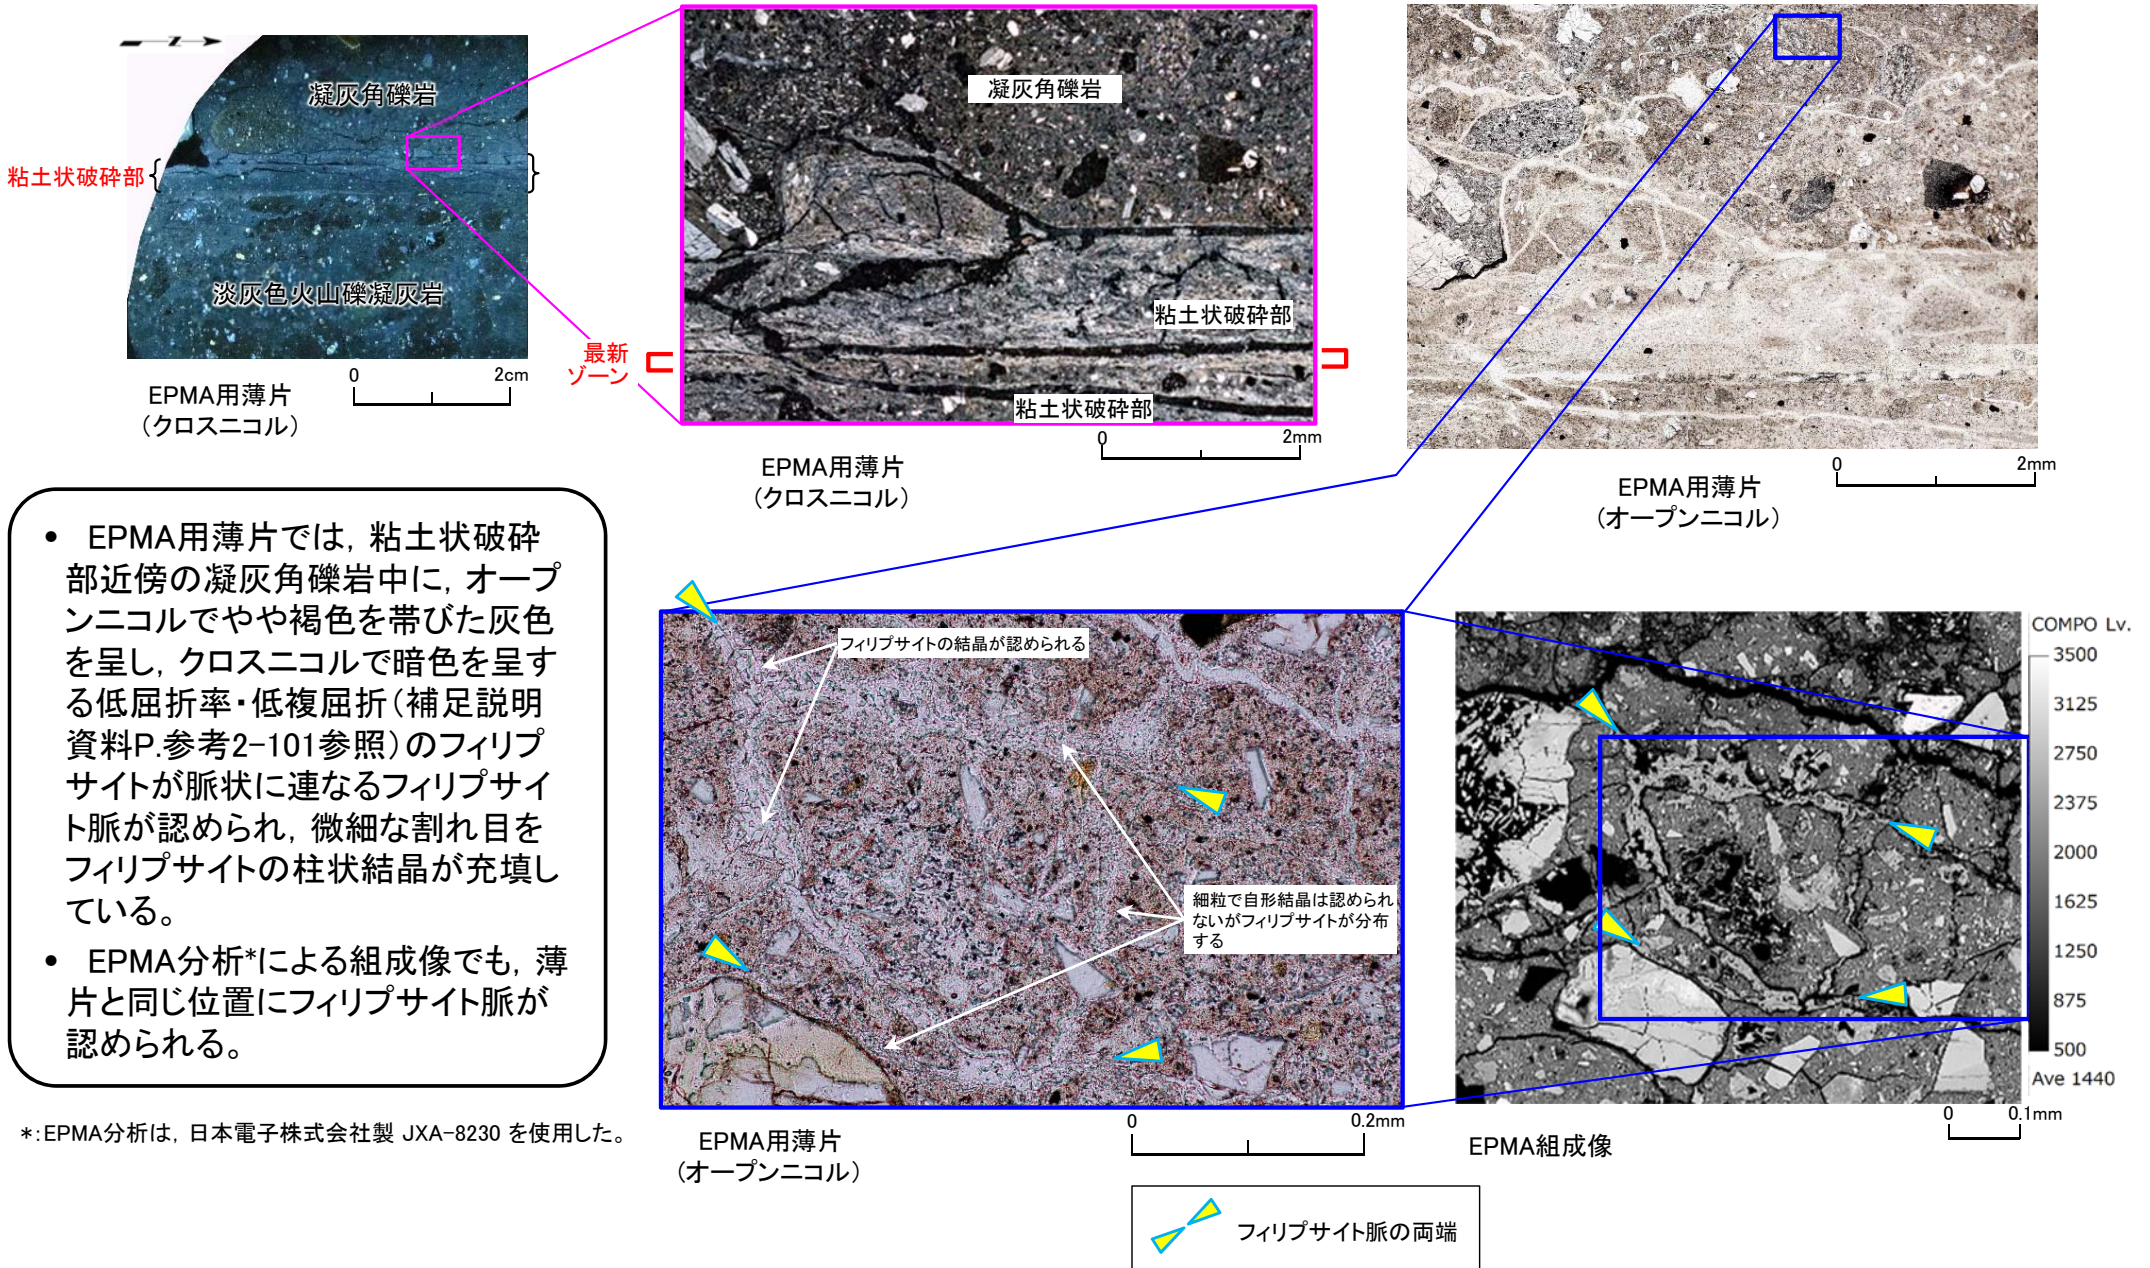 Z
凝灰角礫岩
粘土状破砕部
淡灰色火山礫凝灰岩
0 2cm
EPMA用薄片
（クロスニコル）
凝灰角礫岩
粘土状破砕部
粘土状破砕部
最新
ゾーン
0 2mm
EPMA用薄片
（クロスニコル）
0 2mm
EPMA用薄片
（オープンニコル）
• EPMA用薄片では，粘土状破砕
部近傍の凝灰角礫岩中に，オープ
ンニコルでやや褐色を帯びた灰色
を呈し，クロスニコルで暗色を呈す
る低屈折率・低複屈折（補足説明
資料P.参考2-101参照）のフィリプ
サイトが脈状に連なるフィリプサイ
ト脈が認められ，微細な割れ目を
フィリプサイトの柱状結晶が充填し
ている。
• EPMA分析*による組成像でも，薄
片と同じ位置にフィリプサイト脈が
認められる。
*：EPMA分析は，日本電子株式会社製 JXA-8230 を使用した。
フィリプサイトの結晶が認められる
細粒で自形結晶は認められ
ないがフィリプサイトが分布
する
0 0.2mm
EPMA用薄片
（オープンニコル）
COMPO Lv.
3500
3125
2750
2375
2000
1625
1250
875
500
Ave 1440
0 0.1mm
EPMA組成像
フィリプサイト脈の両端